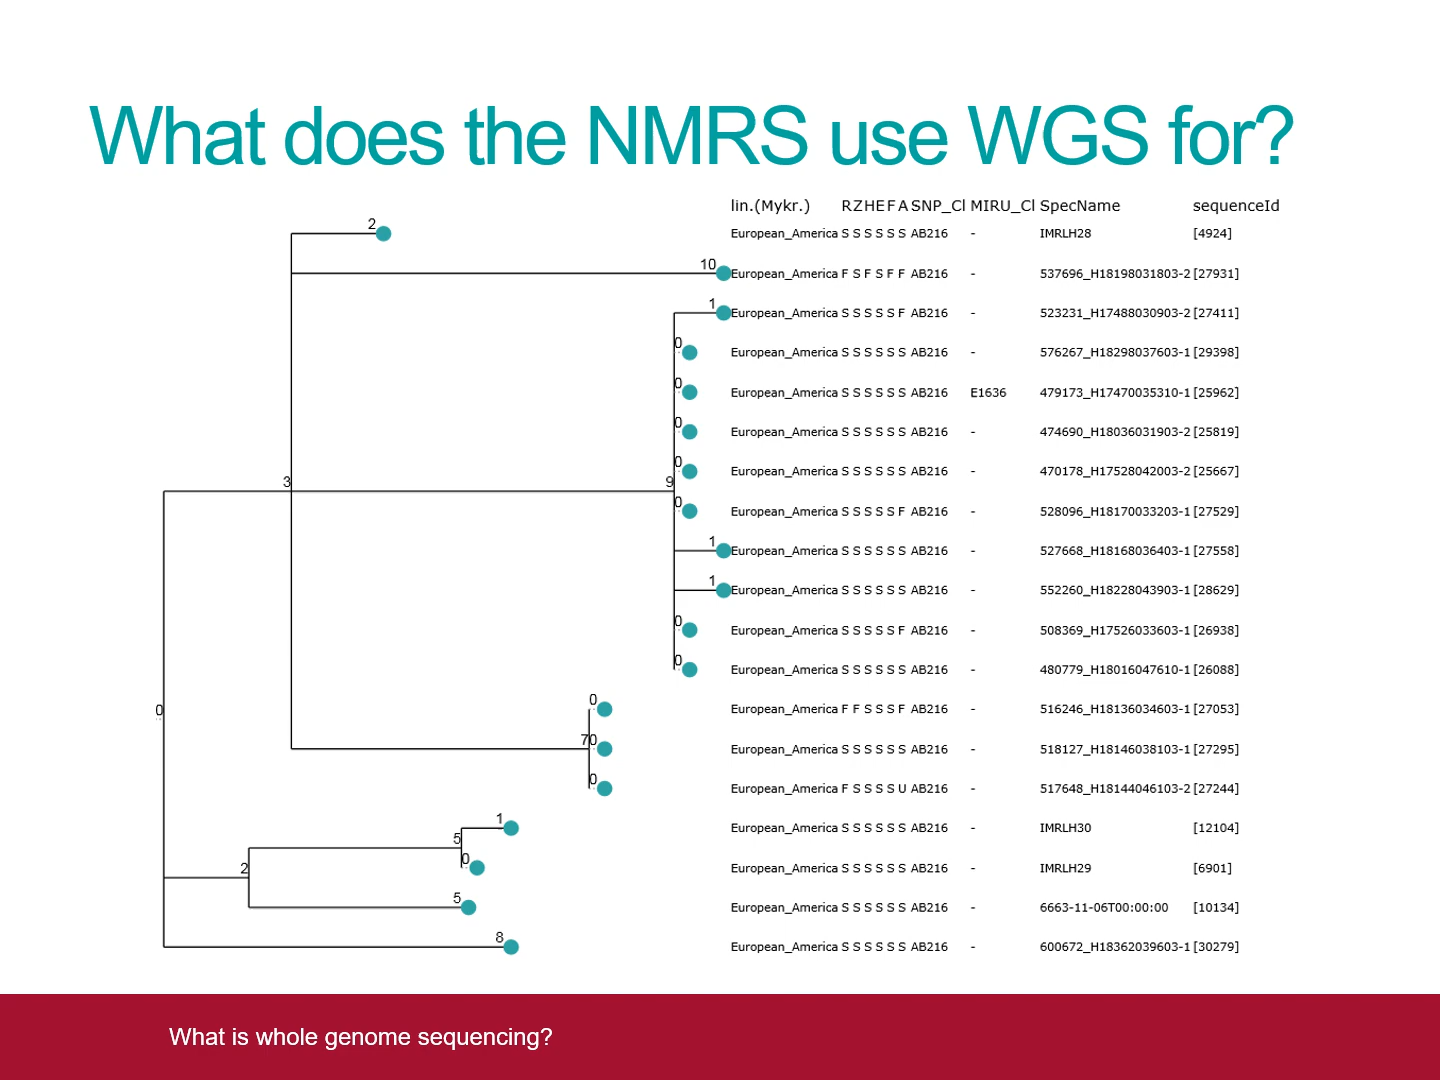 What does the NMRS use WGS for?
lin.(Mykr.) R Z H E F A SNP_Cl MIRU_Cl SpecName sequenceId
2 European_America S S S S S S AB216 - IMRLH28 [4924]
10 European_America F S F S F F AB216 - 537696_H18198031803-2 [27931]
1 European_America S S S S S F AB216 - 523231_H17488030903-2 [27411]
0 European_America S S S S S S AB216 - 576267_H18298037603-1 [29398]
0 European_America S S S S S S AB216 E1636 479173_H17470035310-1 [25962]
0 European_America S S S S S S AB216 - 474690_H18036031903-2 [25819]
0 European_America S S S S S S AB216 - 470178_H17528042003-2 [25667]
3 9
0 European_America S S S S S F AB216 - 528096_H18170033203-1 [27529]
1 European_America S S S S S S AB216 - 527668_H18168036403-1 [27558]
1 European_America S S S S S S AB216 - 552260_H18228043903-1 [28629]
0 European_America S S S S S F AB216 - 508369_H17526033603-1 [26938]
0 European_America S S S S S S AB216 - 480779_H18016047610-1 [26088]
0
0 European_America F F S S S F AB216 - 516246_H18136034603-1 [27053]
7 0 European_America S S S S S S AB216 - 518127_H18146038103-1 [27295]
0 European_America F S S S S U AB216 - 517648_H18144046103-2 [27244]
1 European_America S S S S S S AB216 - IMRLH30 [12104]
5
0 European_America S S S S S S AB216 - IMRLH29 [6901]
2
5 European_America S S S S S S AB216 - 6663-11-06T00:00:00 [10134]
8 European_America S S S S S S AB216 - 600672_H18362039603-1 [30279]
What is whole genome sequencing?